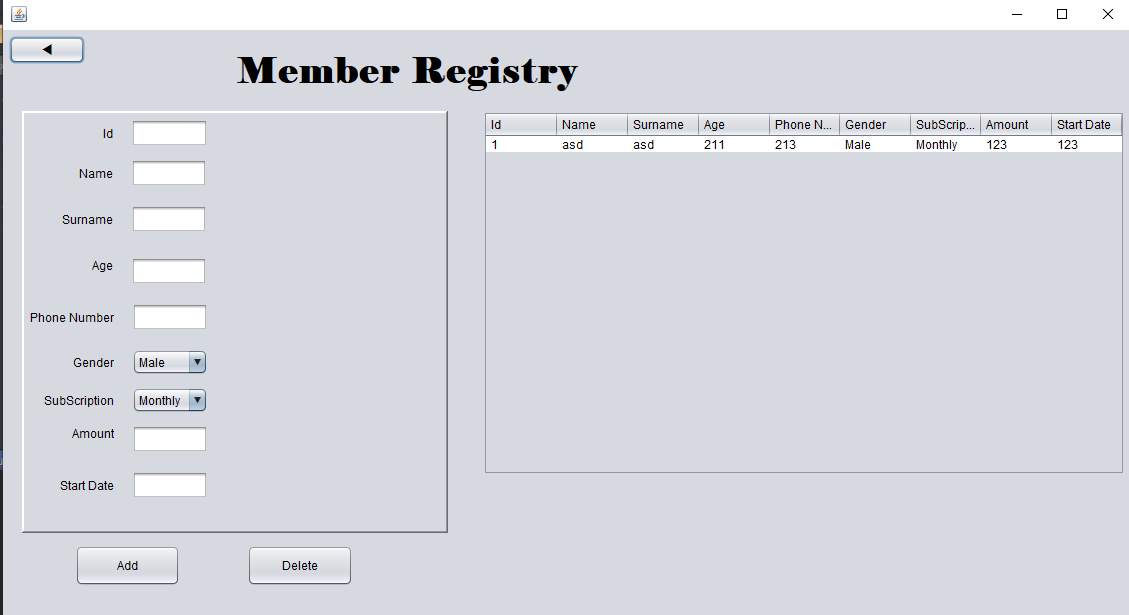 Member Registry
Id
Name
Surname
Age
Phone Number
Gender Male
SubScription Monthly
Amount
Start Date
Add Delete
Id Name Surname Age Phone N... Gender SubScrip... Amount Start Date
1 asd asd 211 213 Male Monthly 123 123